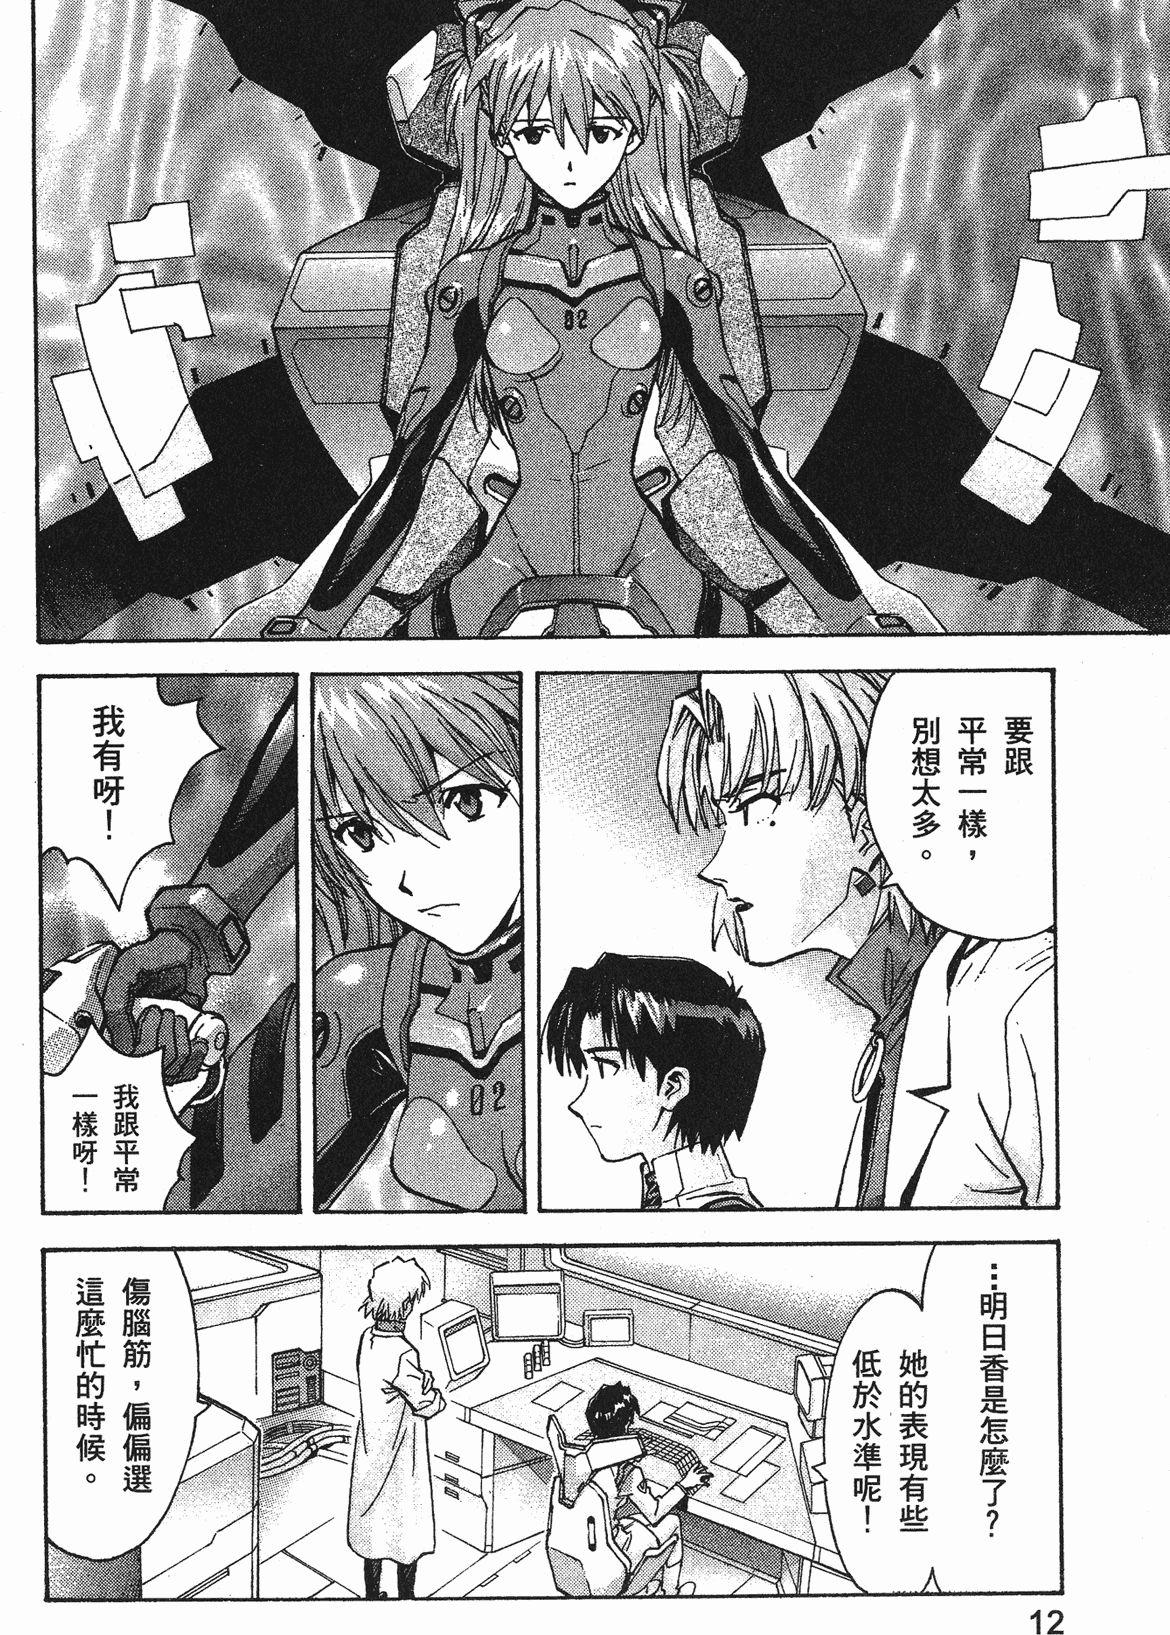 02
要跟
平常一樣，
別想太多。
02
我有呀！
我跟平常
一樣呀！
…明日香是怎麼了？
她的表現有些
低於水準呢！
傷腦筋，偏偏選
這麼忙的時候。
12